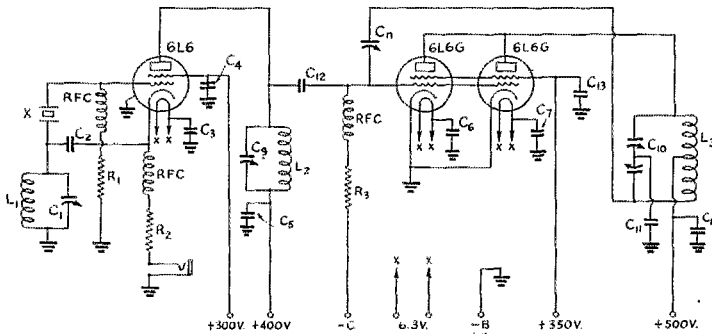 6L6
C4
Cn
6L6G
6L6G
RFC
C12
C13
X
C2
C3
RFC
C6
C7
C9
L2
C10
L1
C1
R1
RFC
R3
C5
R2
C11
X
X
X
X
X
X
X
X
+300V.
+400V.
-C
6.3V.
-B
+350V.
+500V.